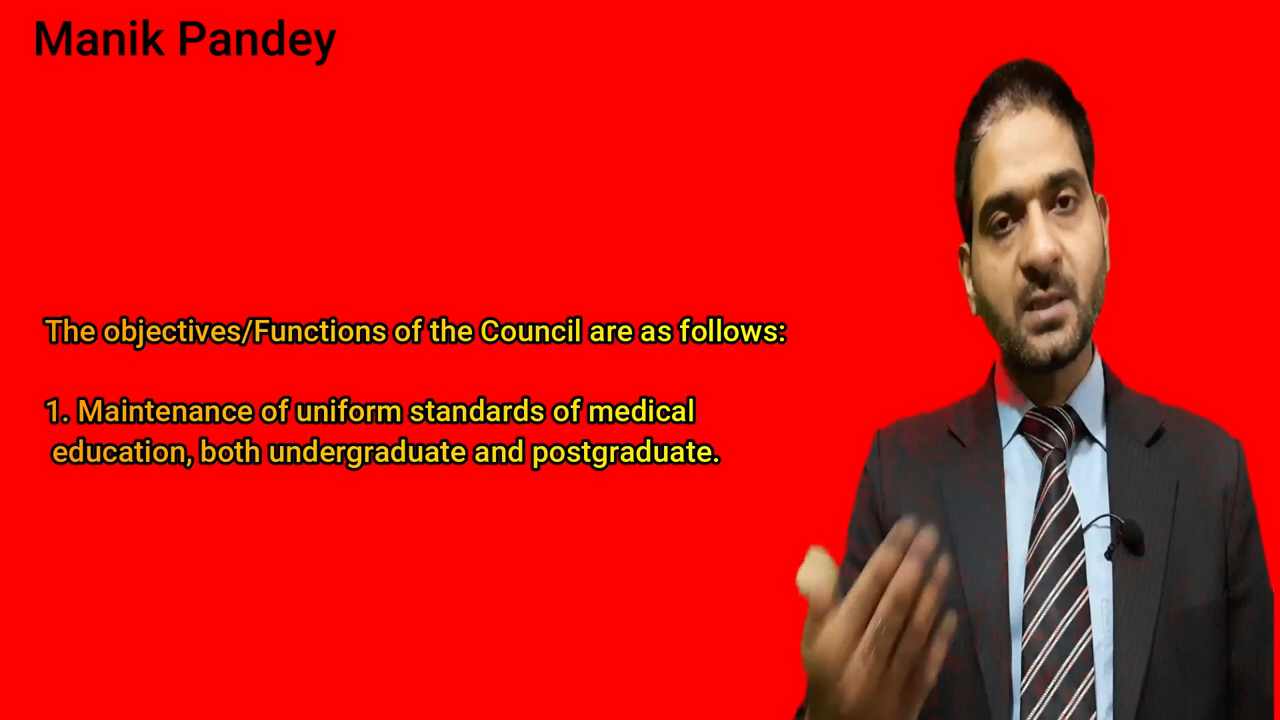 Manik Pandey
The objectives/Functions of the Council are as follows:
1. Maintenance of uniform standards of medical
education, both undergraduate and postgraduate.